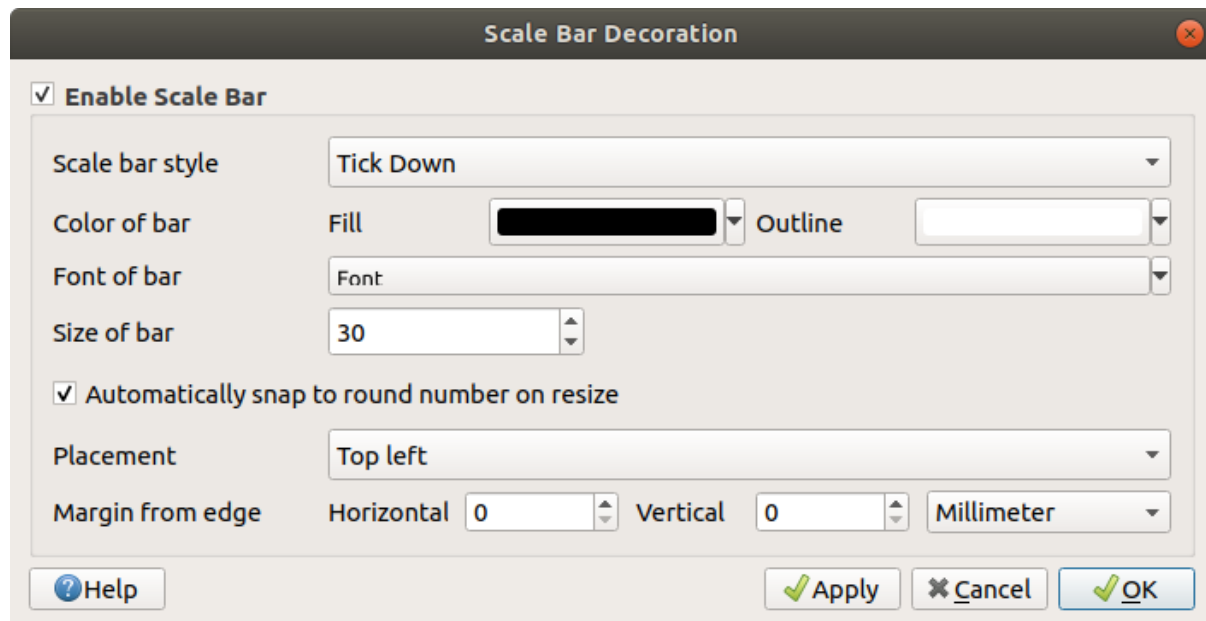 Scale Bar Decoration
Enable Scale Bar
Scale bar style Tick Down
Color of bar Fill Outline
Font of bar Font
Size of bar 30
Automatically snap to round number on resize
Placement Top left
Margin from edge Horizontal 0 Vertical 0 Millimeter
Help Apply Cancel OK